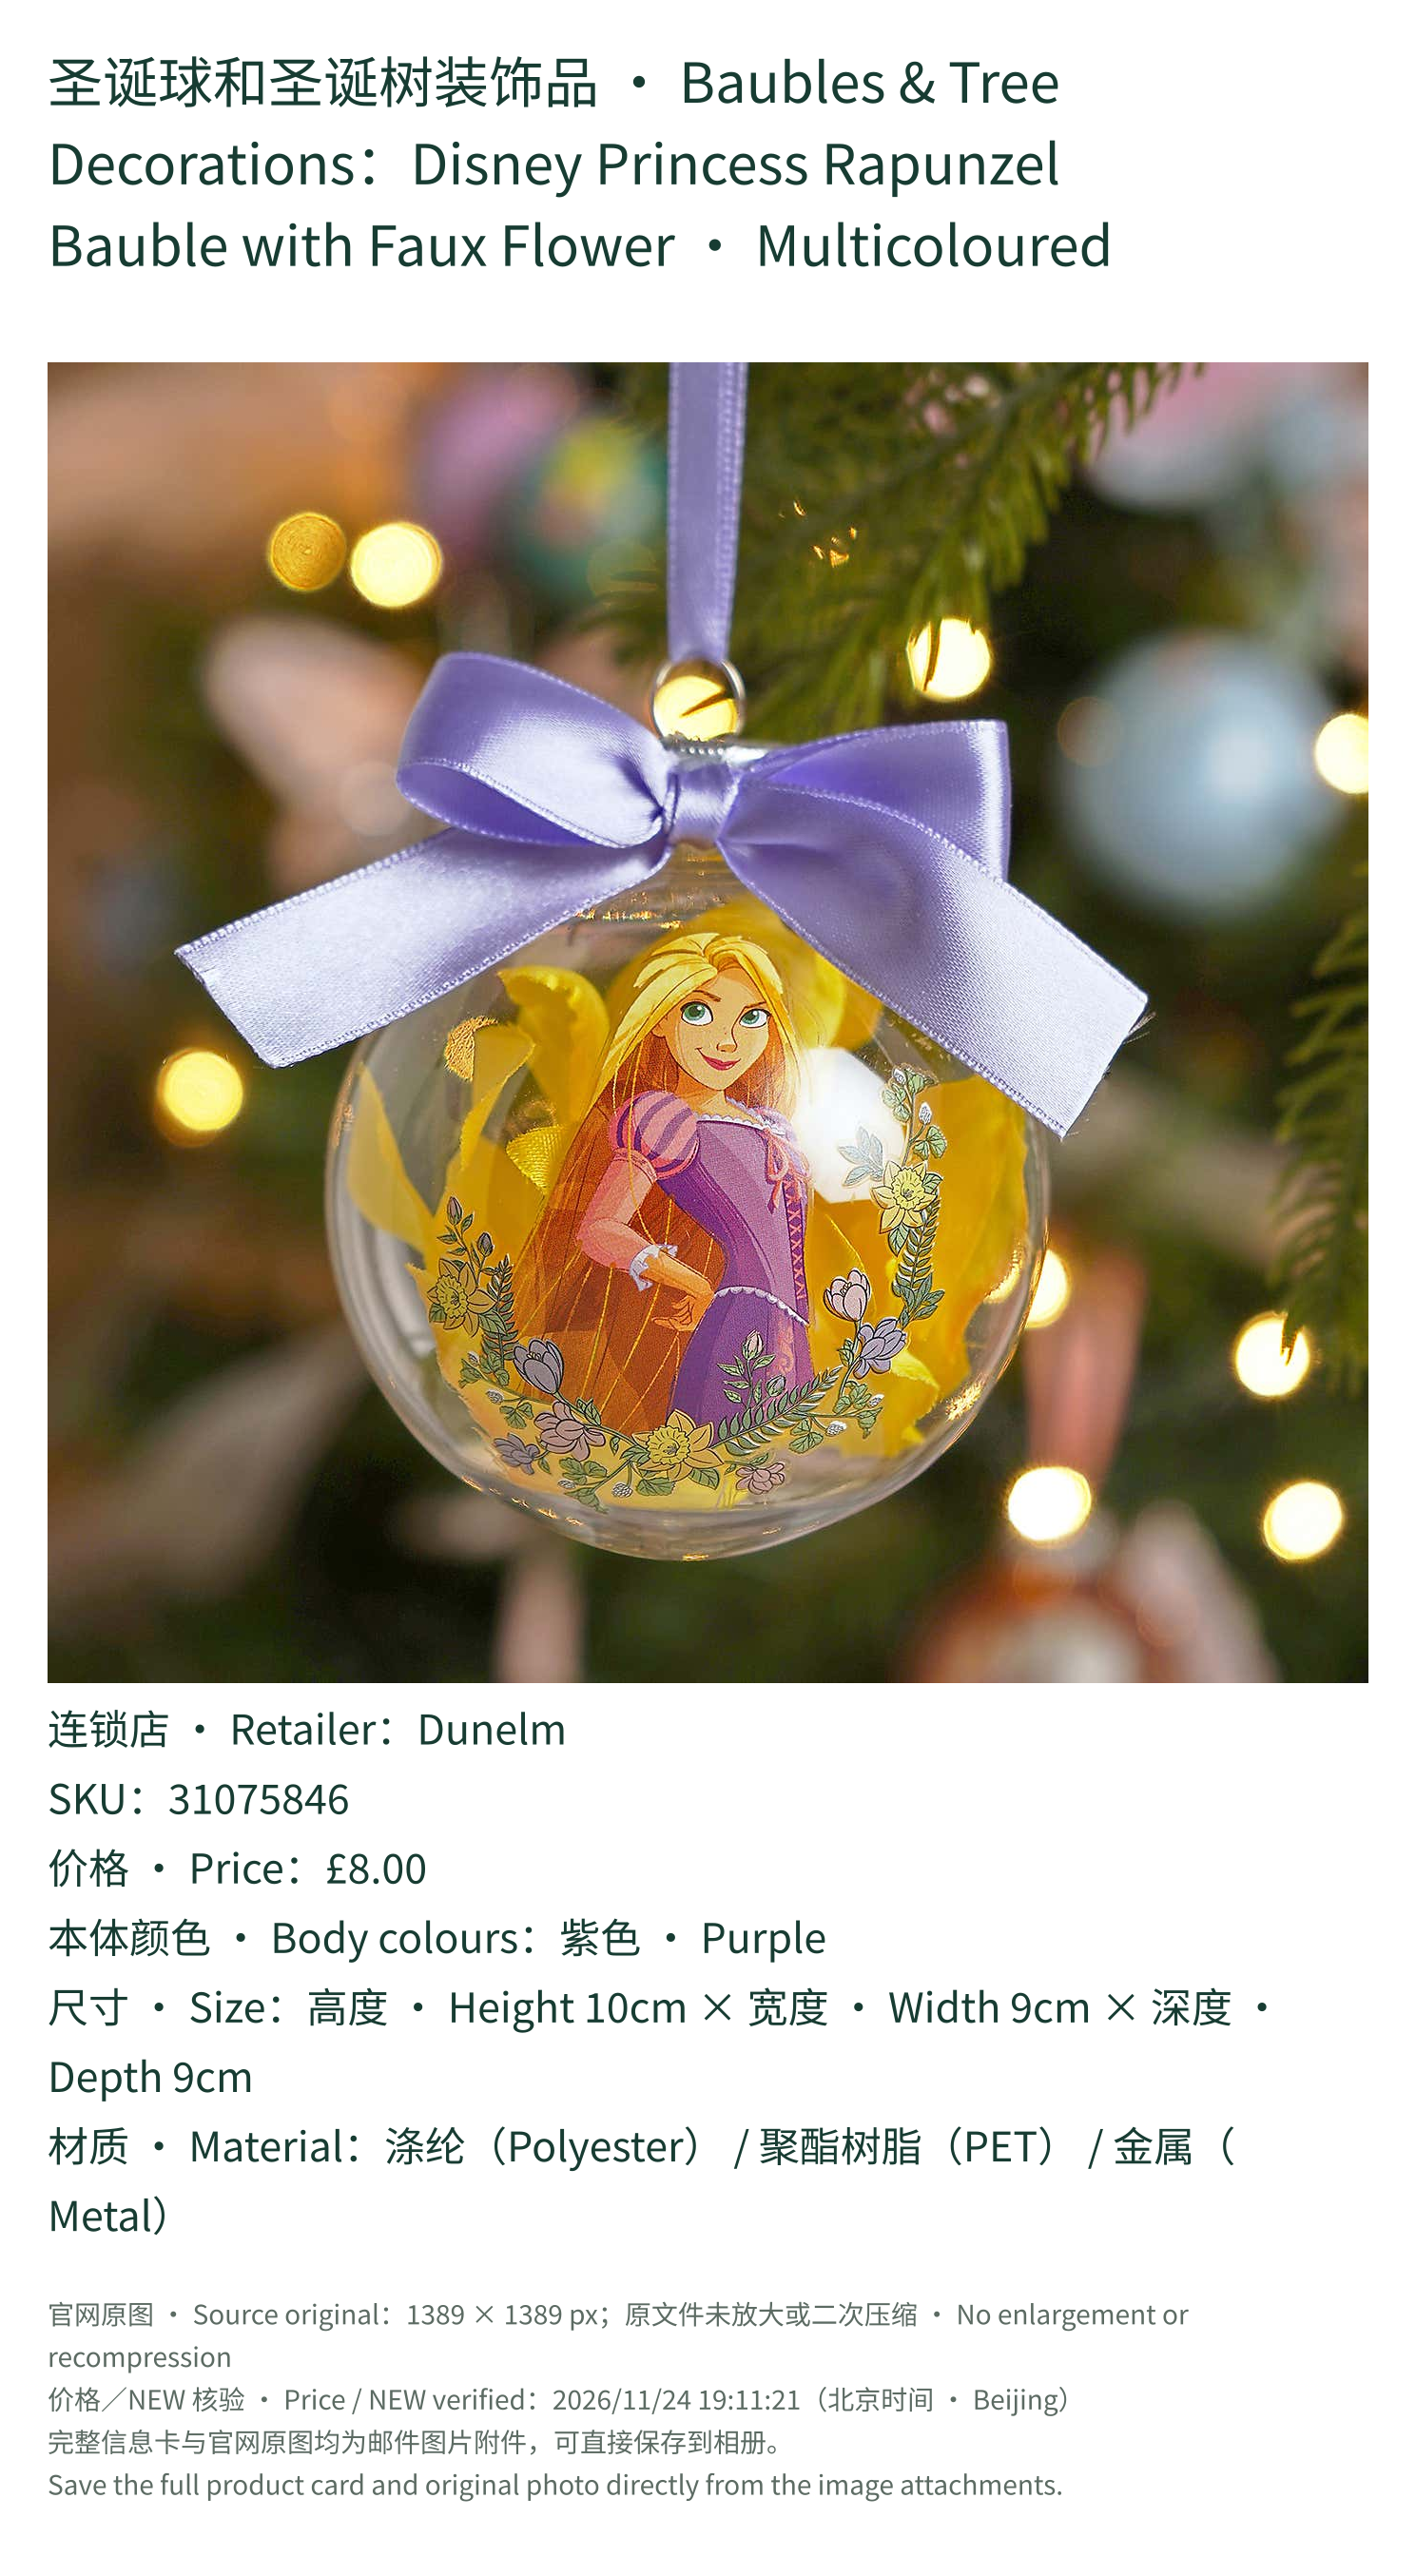 圣诞球和圣诞树装饰品 · Baubles & Tree
Decorations：Disney Princess Rapunzel
Bauble with Faux Flower · Multicoloured
连锁店 · Retailer：Dunelm
SKU：31075846
价格 · Price：£8.00
本体颜色 · Body colours：紫色 · Purple
尺寸 · Size：高度 · Height 10cm × 宽度 · Width 9cm × 深度 ·
Depth 9cm
材质 · Material：涤纶（Polyester） / 聚酯树脂（PET） / 金属（
Metal）
官网原图 · Source original：1389 × 1389 px；原文件未放大或二次压缩 · No enlargement or
recompression
价格／NEW 核验 · Price / NEW verified：2026/11/24 19:11:21（北京时间 · Beijing）
完整信息卡与官网原图均为邮件图片附件，可直接保存到相册。
Save the full product card and original photo directly from the image attachments.